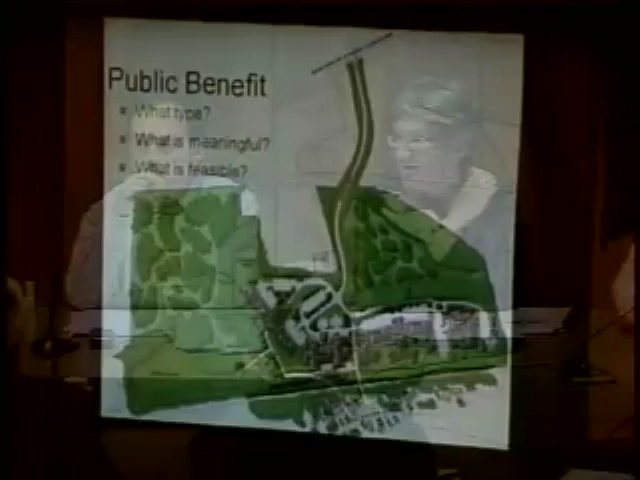 Public Benefit
What type?
What is meaningful?
What is feasible?